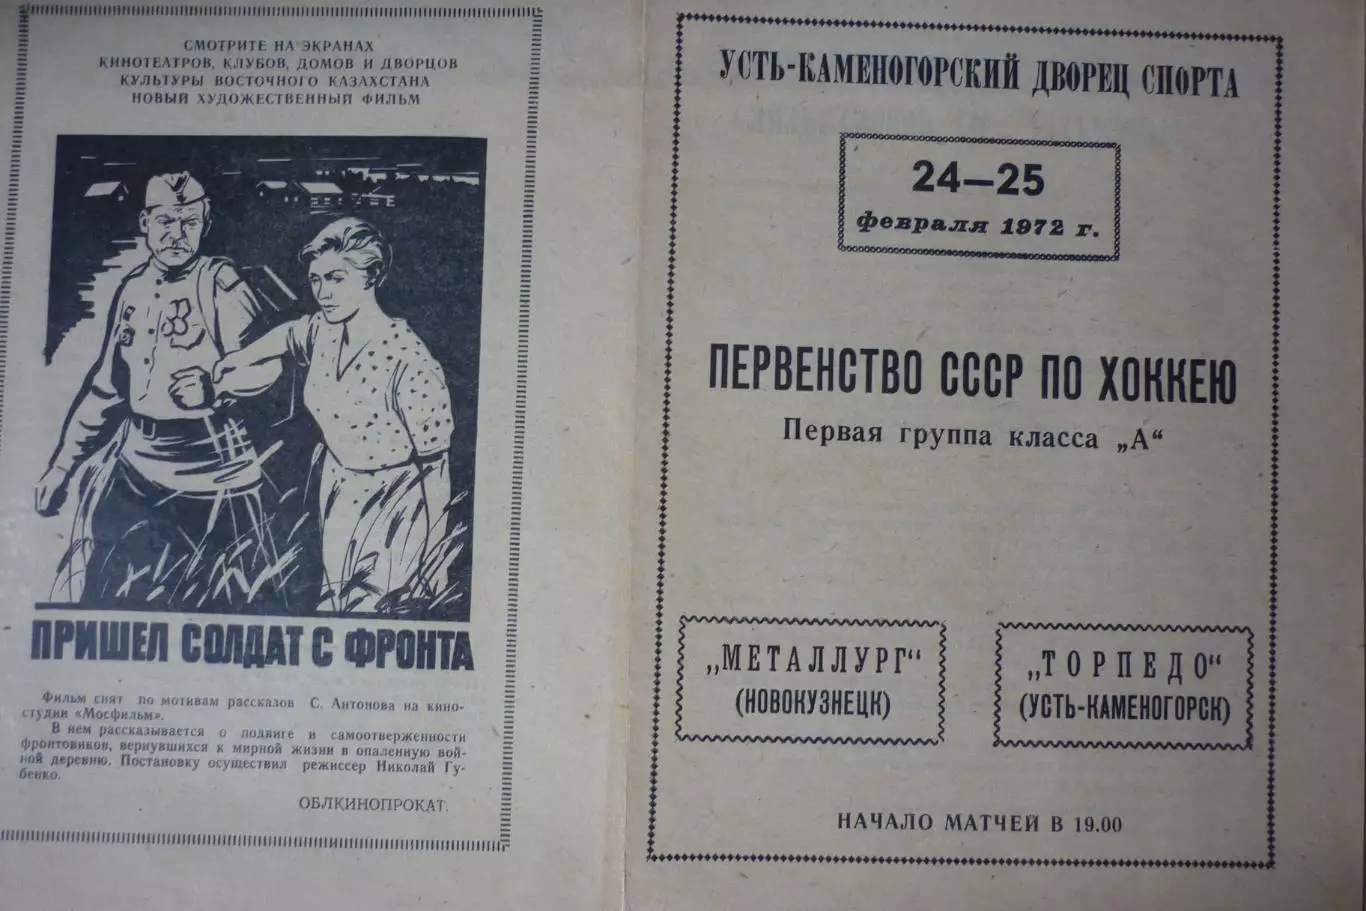 СМОТРИТЕ НА ЭКРАНАХ
КИНОТЕАТРОВ, КЛУБОВ, ДОМОВ И ДВОРЦОВ
КУЛЬТУРЫ ВОСТОЧНОГО КАЗАХСТАНА
НОВЫЙ ХУДОЖЕСТВЕННЫЙ ФИЛЬМ
ПРИШЕЛ СОЛДАТ С ФРОНТА
Фильм снят по мотивам рассказов С. Антонова на кино-
студии «Мосфильм».
В нем рассказывается о подвиге и самоотверженности
фронтовиков, вернувшихся к мирной жизни в опаленную вой-
ной деревню. Постановку осуществил режиссер Николай Гу-
бенко.
ОБЛКИНОПРОКАТ.
УСТЬ-КАМЕНОГОРСКИЙ ДВОРЕЦ СПОРТА
24—25
февраля 1972 г.
ПЕРВЕНСТВО СССР ПО ХОККЕЮ
Первая группа класса „А“
„МЕТАЛЛУРГ“
(НОВОКУЗНЕЦК)
„ТОРПЕДО“
(УСТЬ-КАМЕНОГОРСК)
НАЧАЛО МАТЧЕЙ В 19.00